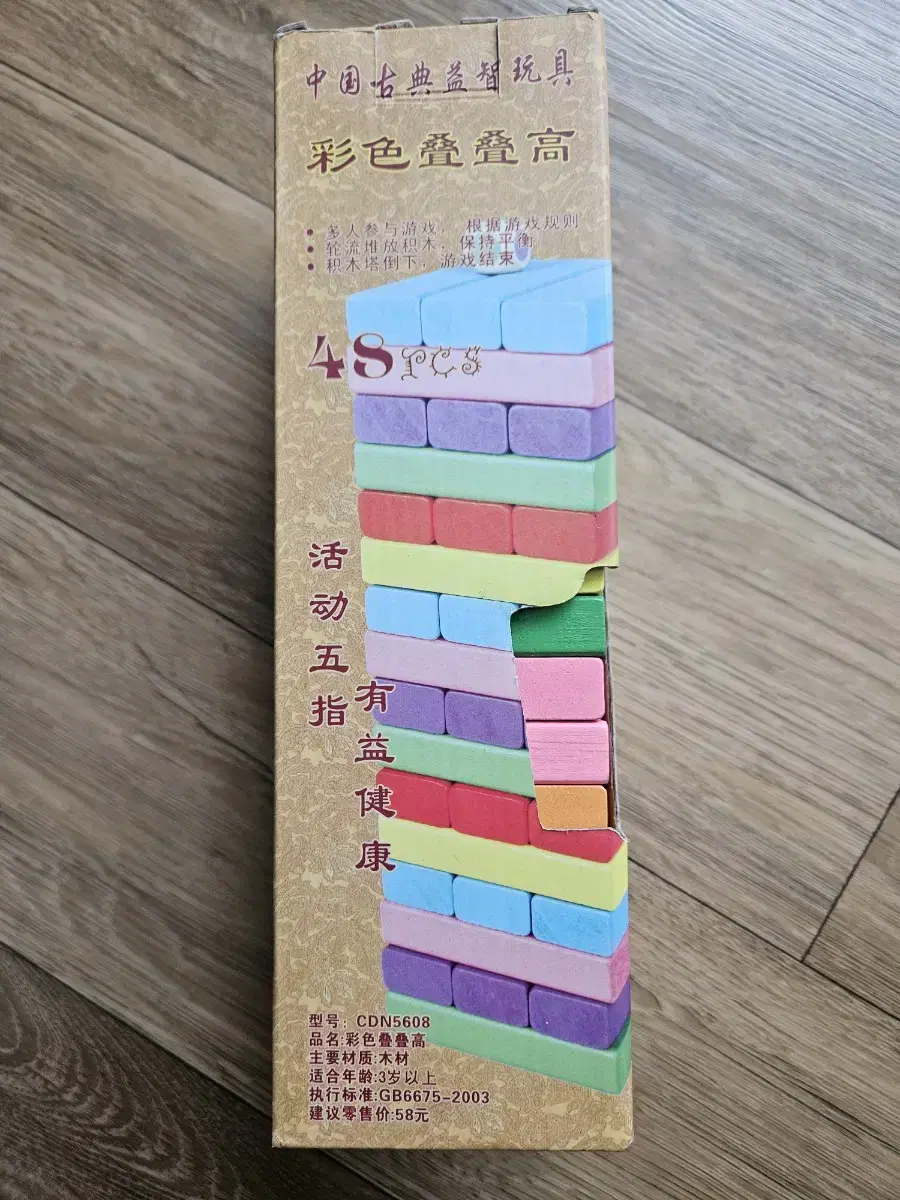 中国古典益智玩具
彩色叠叠高
• 多人参与游戏， 根据游戏规则
• 轮流堆放积木，保持平衡
• 积木塔倒下，游戏结束
48PCS
活动五指
有益健康
型号：CDN5608
品名:彩色叠叠高
主要材质:木材
适合年龄:3岁以上
执行标准:GB6675-2003
建议零售价:58元